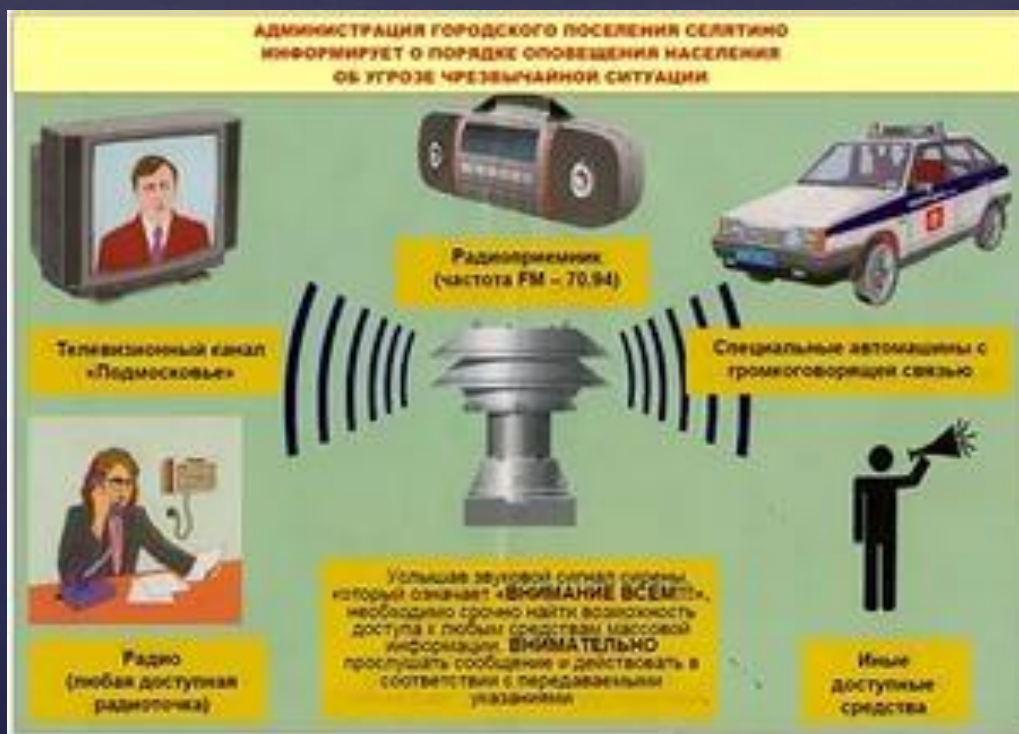 АДМИНИСТРАЦИЯ ГОРОДСКОГО ПОСЕЛЕНИЯ СЕЛЯТИНО
ИНФОРМИРУЕТ О ПОРЯДКЕ ОПОВЕЩЕНИЯ НАСЕЛЕНИЯ
ОБ УГРОЗЕ ЧРЕЗВЫЧАЙНОЙ СИТУАЦИИ
Радиоприемник
(частота FM – 70,94)
Телевизионный канал
«Подмосковье»
Специальные автомашины с
громкоговорящей связью
Услышав звуковой сигнал сирены,
который означает «ВНИМАНИЕ ВСЕМ!!!»,
необходимо срочно найти возможность
доступа к любым средствам массовой
информации. ВНИМАТЕЛЬНО
прослушать сообщение и действовать в
соответствии с передаваемыми
указаниями
Радио
(любая доступная
радиоточка)
Иные
доступные
средства